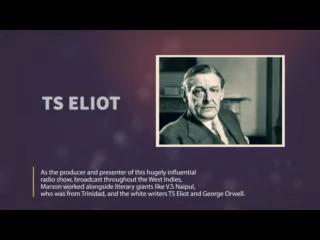 TS ELIOT
As the producer and presenter of this hugely influential
radio show, broadcast throughout the West Indies,
Marson worked alongside literary giants like V.S Naipul,
who was from Trinidad, and the white writers TS Eliot and George Orwell.